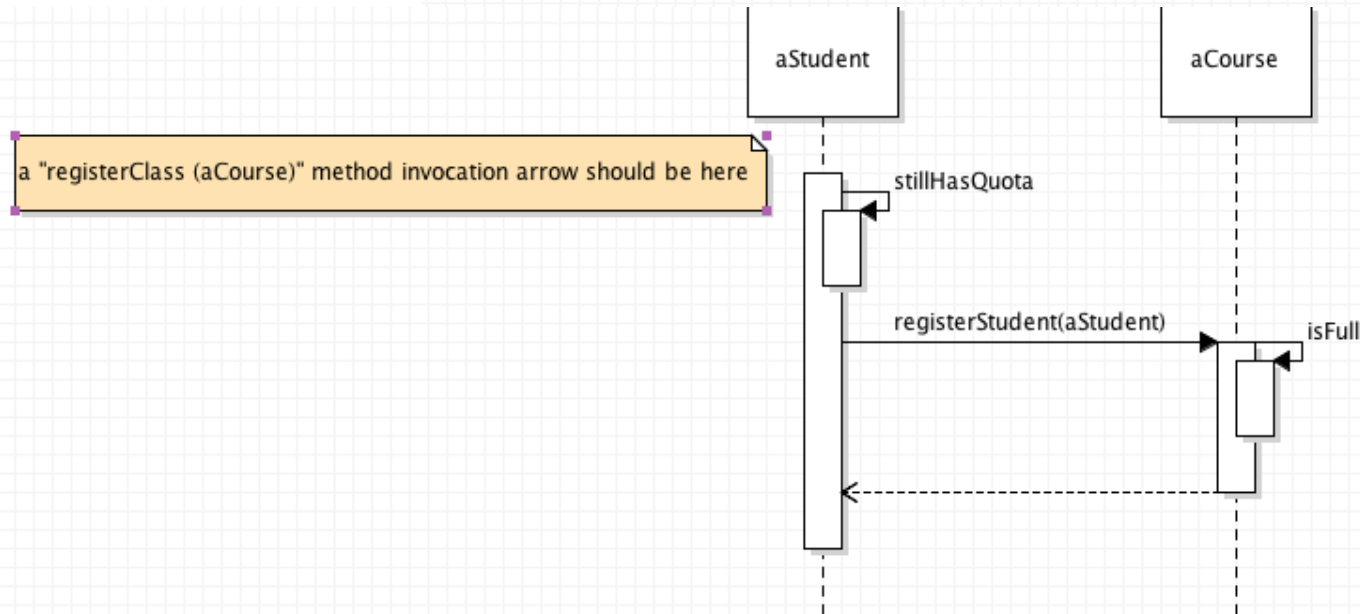 aStudent
aCourse
a "registerClass (aCourse)" method invocation arrow should be here
stillHasQuota
registerStudent(aStudent)
isFull